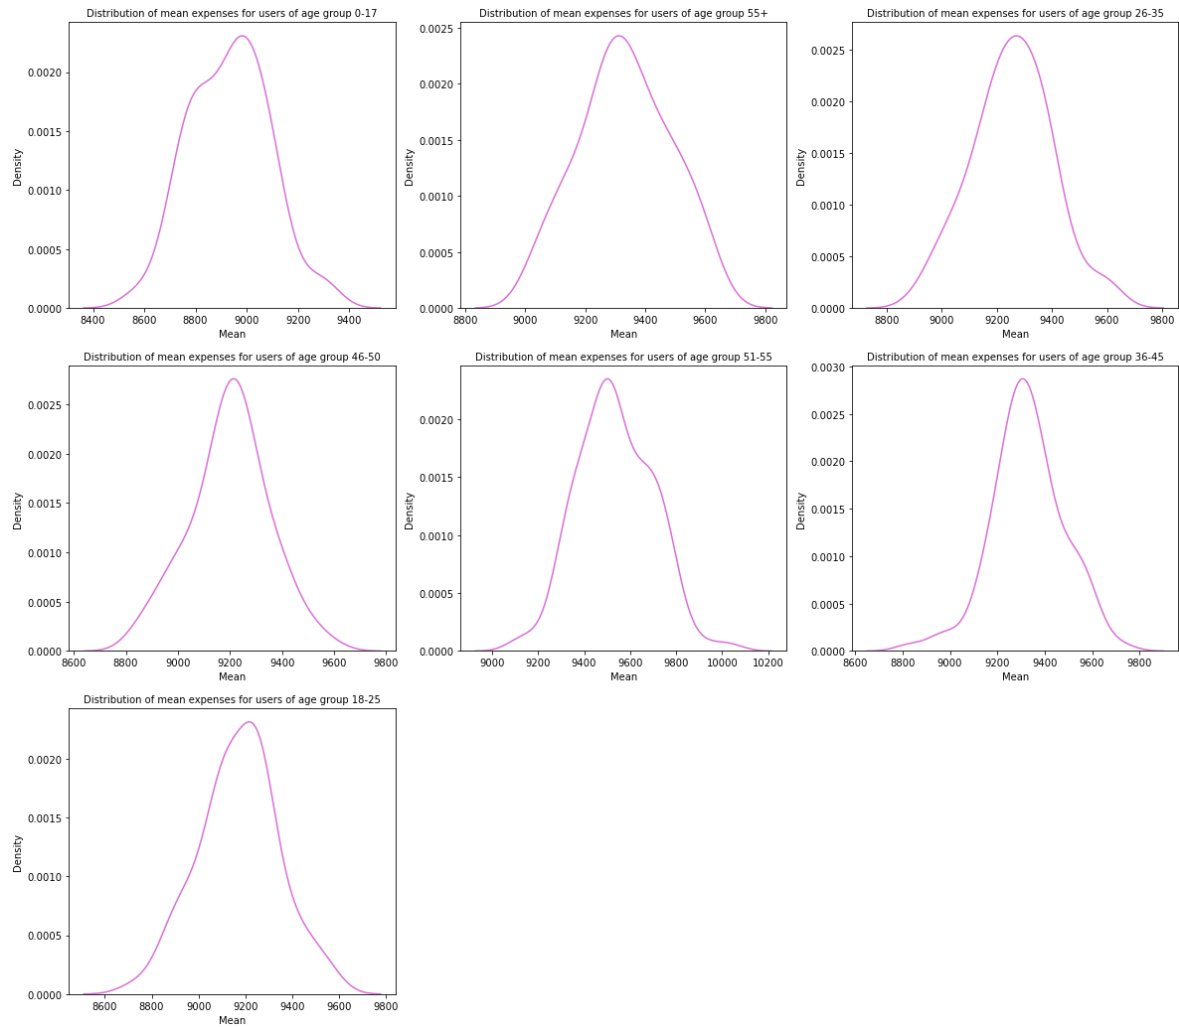 Distribution of mean expenses for users of age group 0-17
0.0020
0.0015
0.0010
0.0005
0.0000
Density
8400 8600 8800 9000 9200 9400
Mean
Distribution of mean expenses for users of age group 55+
0.0025
0.0020
0.0015
0.0010
0.0005
0.0000
Density
8800 9000 9200 9400 9600 9800
Mean
Distribution of mean expenses for users of age group 26-35
0.0025
0.0020
0.0015
0.0010
0.0005
0.0000
Density
8800 9000 9200 9400 9600 9800
Mean
Distribution of mean expenses for users of age group 46-50
0.0025
0.0020
0.0015
0.0010
0.0005
0.0000
Density
8600 8800 9000 9200 9400 9600 9800
Mean
Distribution of mean expenses for users of age group 51-55
0.0020
0.0015
0.0010
0.0005
0.0000
Density
9000 9200 9400 9600 9800 10000 10200
Mean
Distribution of mean expenses for users of age group 36-45
0.0030
0.0025
0.0020
0.0015
0.0010
0.0005
0.0000
Density
8600 8800 9000 9200 9400 9600 9800
Mean
Distribution of mean expenses for users of age group 18-25
0.0020
0.0015
0.0010
0.0005
0.0000
Density
8600 8800 9000 9200 9400 9600 9800
Mean